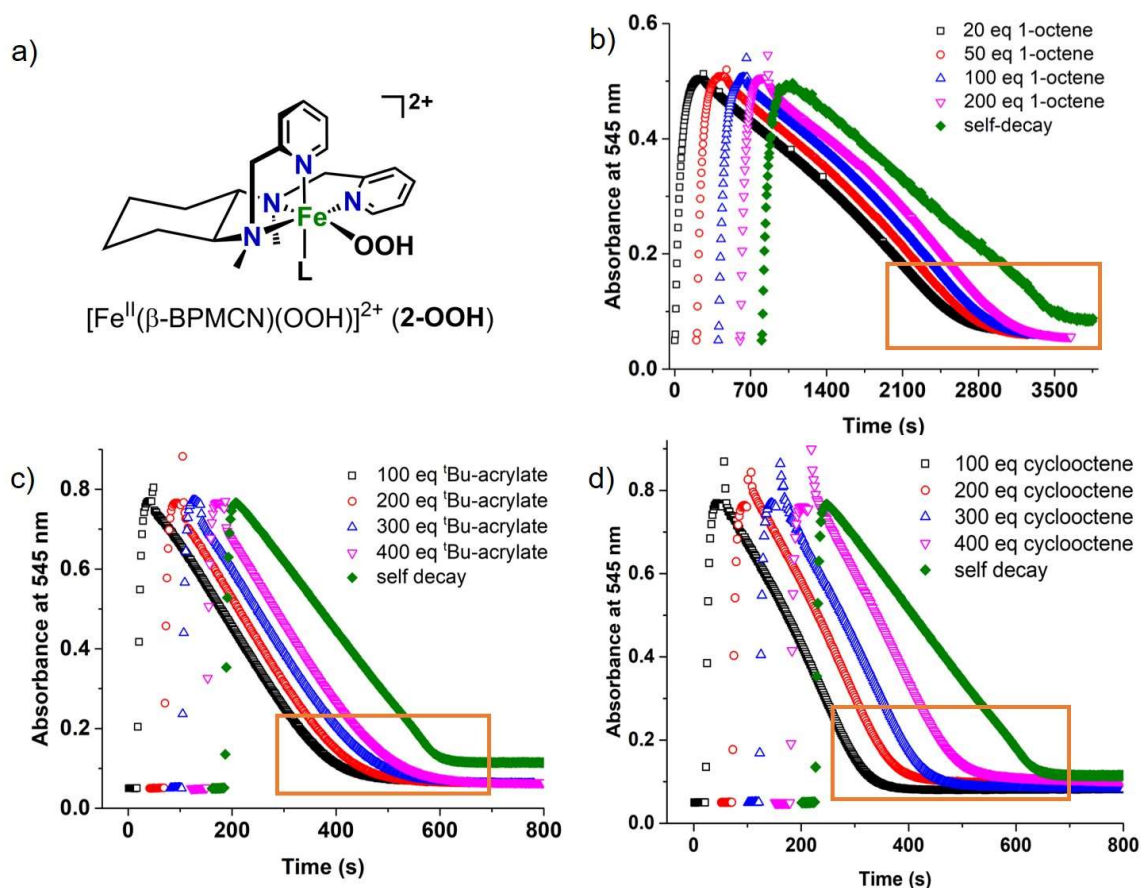 a)
]2+
N
N
N
N
Fe
OOH
L
[FeII(β-BPMCN)(OOH)]2+ (2-OOH)
b)
0.6
0.4
0.2
0.0
Absorbance at 545 nm
20 eq 1-octene
50 eq 1-octene
100 eq 1-octene
200 eq 1-octene
self-decay
0 700 1400 2100 2800 3500
Time (s)
c)
0.8
0.6
0.4
0.2
0.0
Absorbance at 545 nm
100 eq tBu-acrylate
200 eq tBu-acrylate
300 eq tBu-acrylate
400 eq tBu-acrylate
self decay
0 200 400 600 800
Time (s)
d)
0.8
0.6
0.4
0.2
0.0
Absorbance at 545 nm
100 eq cyclooctene
200 eq cyclooctene
300 eq cyclooctene
400 eq cyclooctene
self decay
0 200 400 600 800
Time (s)